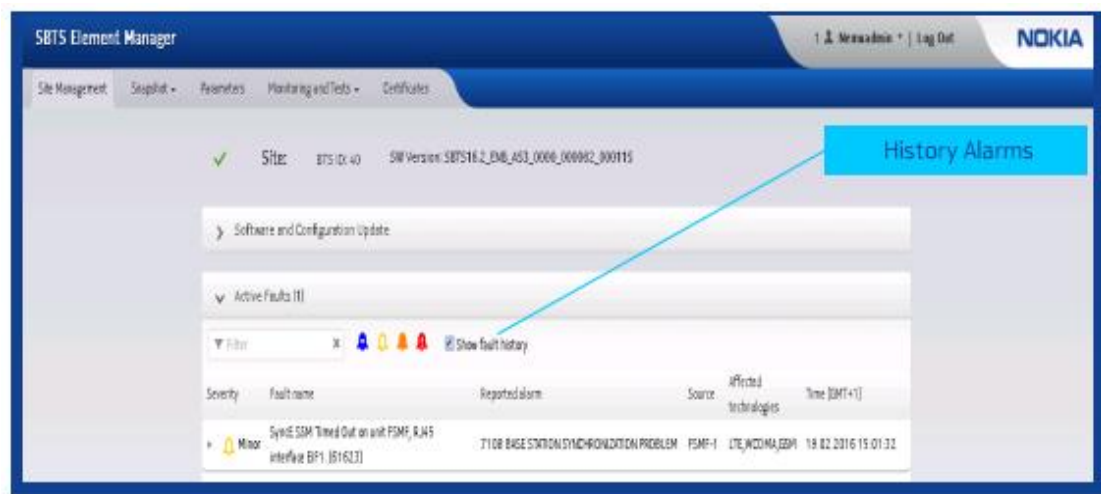 SBTS Element Manager
1 Nemuadmin | Log Out
NOKIA
Site Management Snapshot Parameters Monitoring and Tests Certificates
Site: BTS ID: 40 SW Version: SBTS16.2_ENB_
History Alarms
Software and Configuration Update
Active Faults (1)
Filter x Show fault history
Severity Fault name Reported alarm Source Affected technologies Time [GMT+1]
Minor SyncE SSM Timed Out on unit FSMF, RJ45 interface EIF1. (61623) 7108 BASE STATION SYNCHRONIZATION PROBLEM FSMF-1 LTE,WCDMA,GSM 19.02.2016 15:01:32